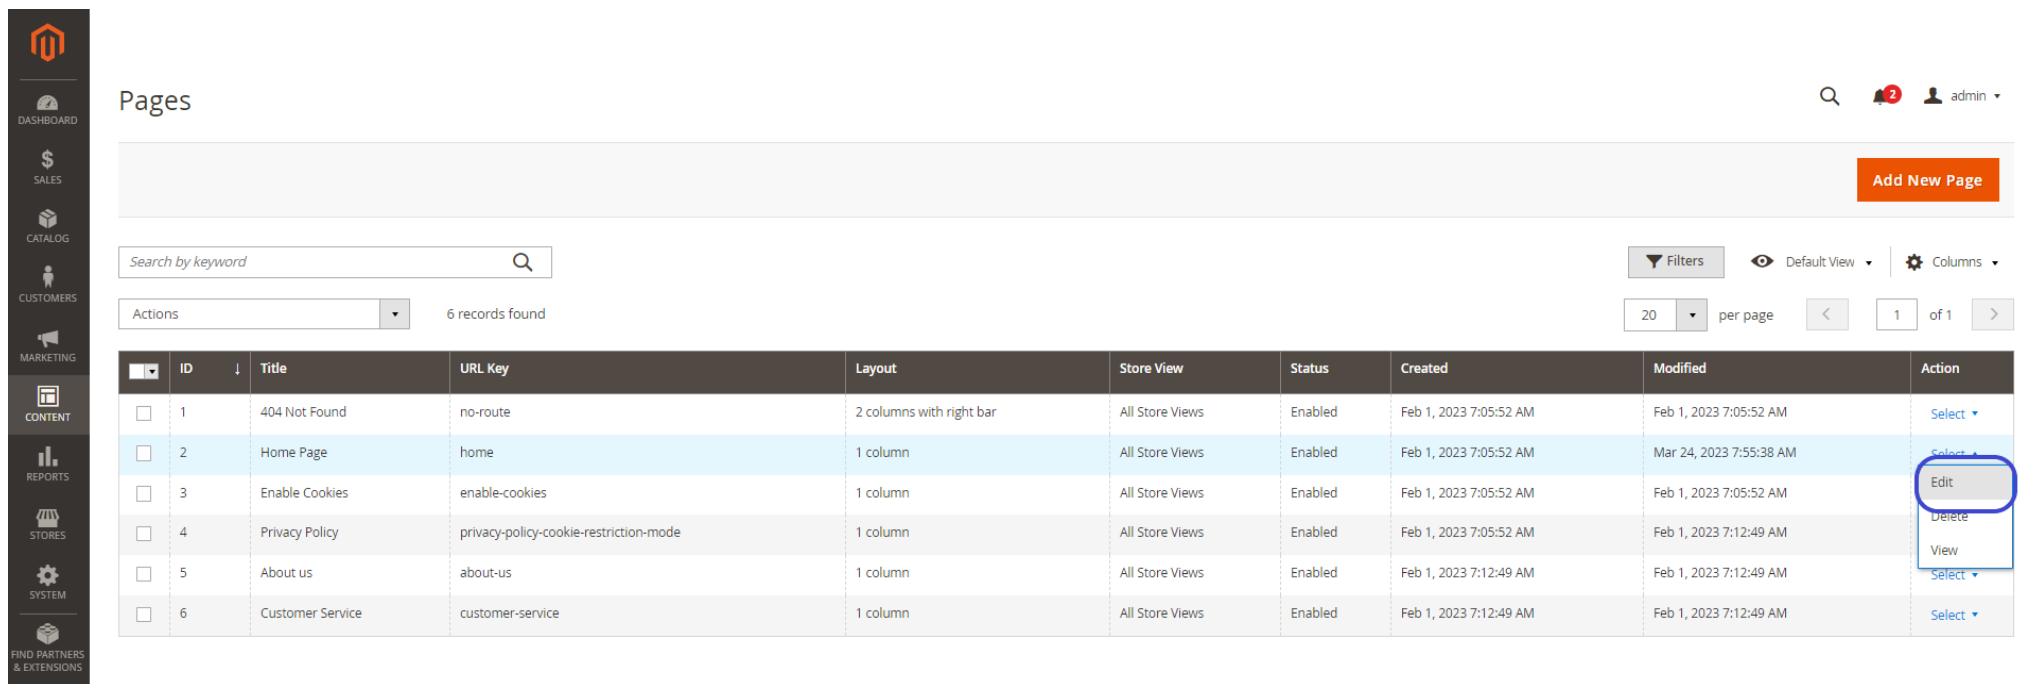 Pages
2
admin
DASHBOARD
SALES
CATALOG
CUSTOMERS
MARKETING
CONTENT
REPORTS
STORES
SYSTEM
FIND PARTNERS
& EXTENSIONS
Add New Page
Search by keyword
Filters
Default View
Columns
Actions
6 records found
20 per page
1 of 1
ID Title URL Key Layout Store View Status Created Modified Action
1 404 Not Found no-route 2 columns with right bar All Store Views Enabled Feb 1, 2023 7:05:52 AM Feb 1, 2023 7:05:52 AM Select
2 Home Page home 1 column All Store Views Enabled Feb 1, 2023 7:05:52 AM Mar 24, 2023 7:55:38 AM Select
Edit
3 Enable Cookies enable-cookies 1 column All Store Views Enabled Feb 1, 2023 7:05:52 AM Feb 1, 2023 7:05:52 AM
Delete
4 Privacy Policy privacy-policy-cookie-restriction-mode 1 column All Store Views Enabled Feb 1, 2023 7:05:52 AM Feb 1, 2023 7:12:49 AM
View
5 About us about-us 1 column All Store Views Enabled Feb 1, 2023 7:12:49 AM Feb 1, 2023 7:12:49 AM Select
6 Customer Service customer-service 1 column All Store Views Enabled Feb 1, 2023 7:12:49 AM Feb 1, 2023 7:12:49 AM Select